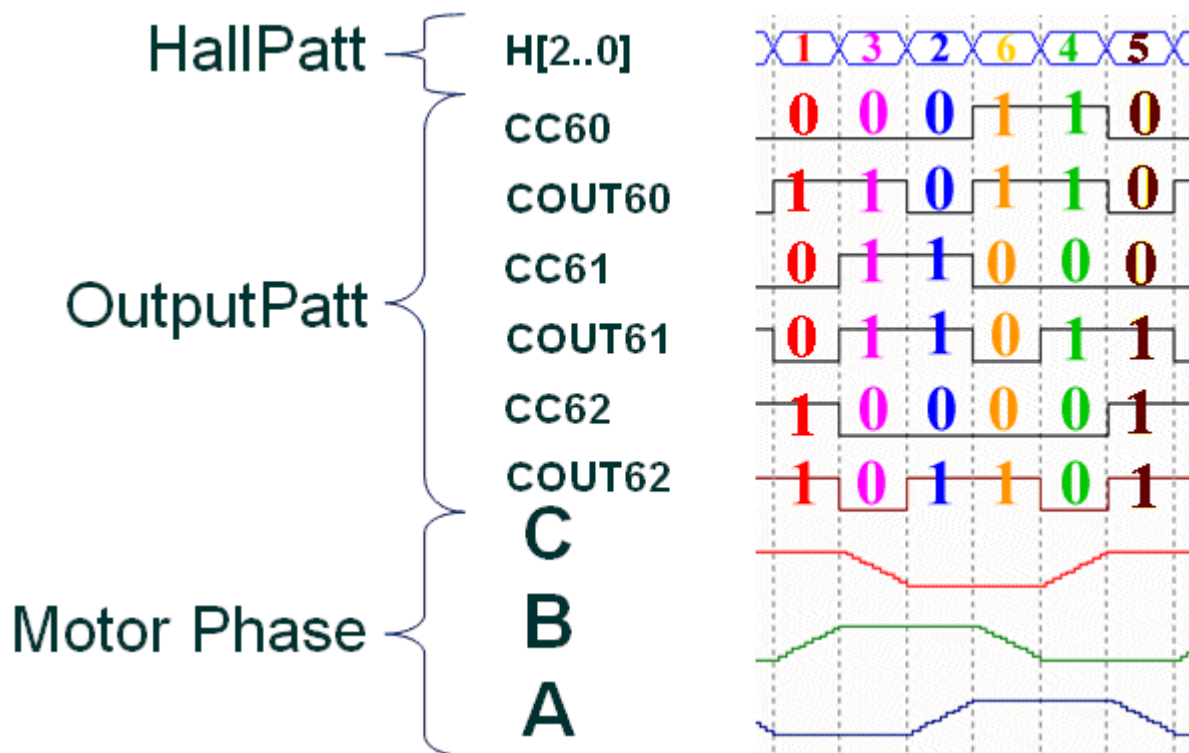 HallPatt H[2..0] 1 3 2 6 4 5
CC60 0 0 0 1 1 0
COUT60 1 1 0 1 1 0
CC61 0 1 1 0 0 0
OutputPatt
COUT61 0 1 1 0 1 1
CC62 1 0 0 0 0 1
COUT62 1 0 1 1 0 1
C
Motor Phase B
A